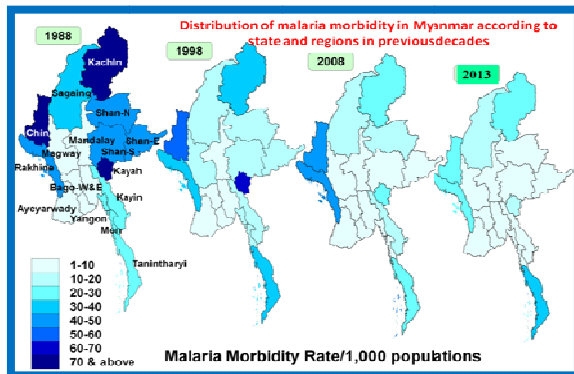 Distribution of malaria morbidity in Myanmar according to
state and regions in previous decades
1988
1998
2008
2013
Kachin
Sagaing
Shan-N
Chin
Mandalay
Shan-E
Magway
Shan-S
Rakhine
Kayah
Bago-W&E
Kayin
Ayeyarwady
Yangon
Mon
Tanintharyi
1-10
10-20
20-30
30-40
40-50
50-60
60-70
70 & above
Malaria Morbidity Rate/1,000 populations